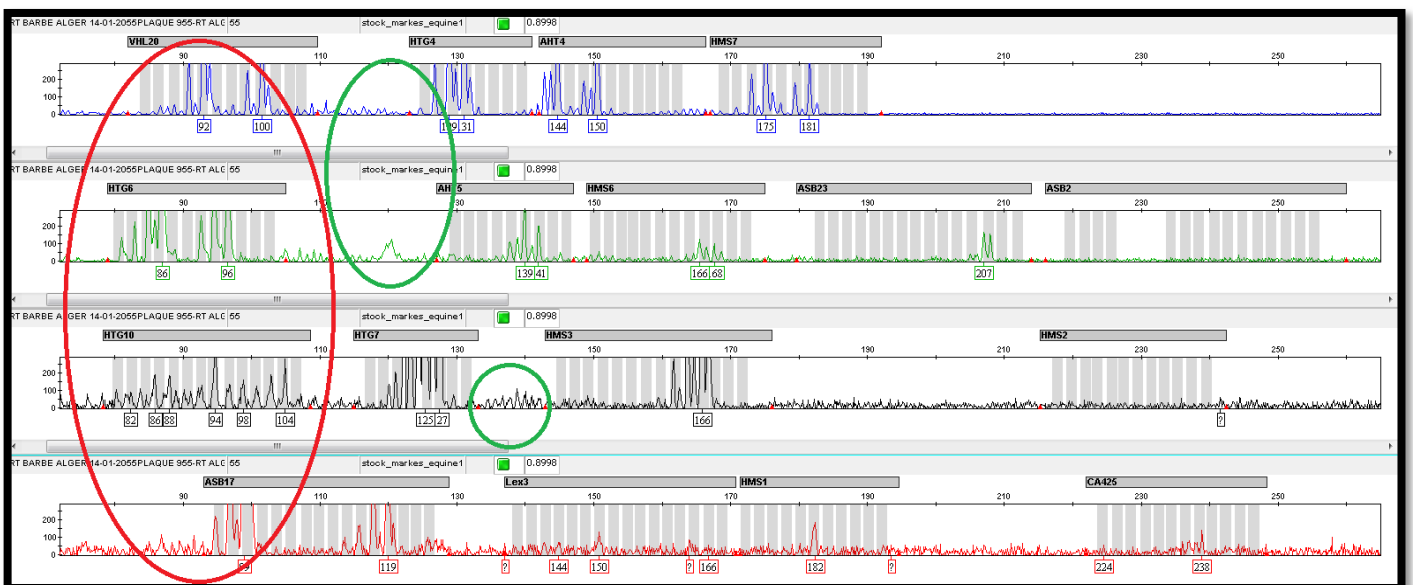 RT BARBE ALGER 14-01-2055PLAQUE 955-RT ALG 55 stock_markes_equine1 0.8998
VHL20 HTG4 AHT4 HMS7
90 110 130 150 170 190 210 230 250
200
100
0
92 100 129 31 144 150 175 181
RT BARBE ALGER 14-01-2055PLAQUE 955-RT ALG 55 stock_markes_equine1 0.8998
HTG6 HMS6 ASB23 ASB2
90 130 150 170 190 210 230 250
200
100
0
86 96 139 41 166 68 207
RT BARBE ALGER 14-01-2055PLAQUE 955-RT ALG 55 stock_markes_equine1 0.8998
HTG10 HTG7 HMS3 HMS2
90 110 130 150 170 190 210 230 250
200
100
0
82 86 88 94 98 104 125 27 166 ?
RT BARBE ALGER 14-01-2055PLAQUE 955-RT ALG 55 stock_markes_equine1 0.8998
ASB17 Lex3 HMS1 CA425
90 110 130 150 170 190 210 230 250
200
100
0
99 119 ? 144 150 ? 166 182 ? 224 238